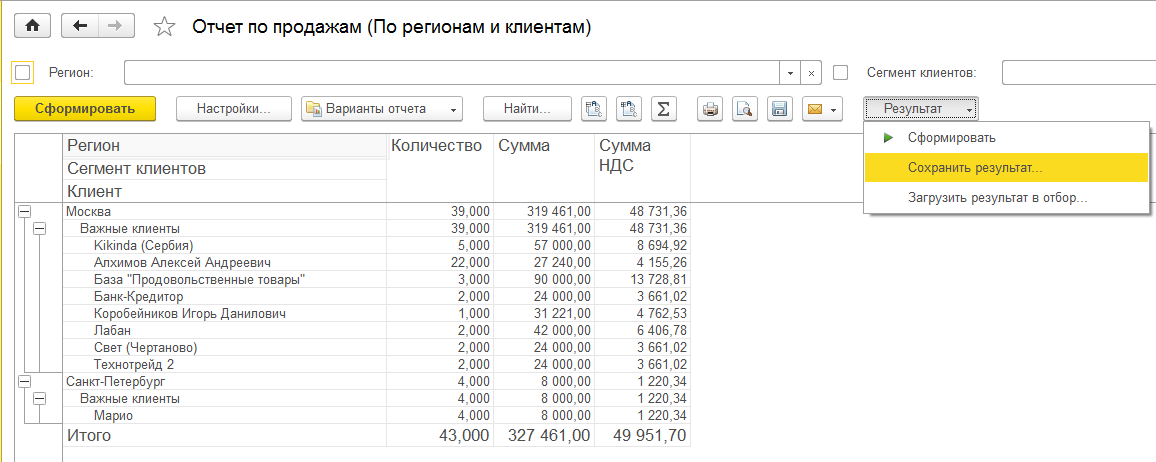 Отчет по продажам (По регионам и клиентам)
Регион: Сегмент клиентов:
Сформировать Настройки... Варианты отчета Найти... Результат
Сформировать
Сохранить результат...
Загрузить результат в отбор...
Регион Количество Сумма Сумма НДС
Сегмент клиентов
Клиент
Москва 39,000 319 461,00 48 731,36
Важные клиенты 39,000 319 461,00 48 731,36
Kikinda (Сербия) 5,000 57 000,00 8 694,92
Алхимов Алексей Андреевич 22,000 27 240,00 4 155,26
База "Продовольственные товары" 3,000 90 000,00 13 728,81
Банк-Кредитор 2,000 24 000,00 3 661,02
Коробейников Игорь Данилович 1,000 31 221,00 4 762,53
Лабан 2,000 42 000,00 6 406,78
Свет (Чертаново) 2,000 24 000,00 3 661,02
Технотрейд 2 2,000 24 000,00 3 661,02
Санкт-Петербург 4,000 8 000,00 1 220,34
Важные клиенты 4,000 8 000,00 1 220,34
Марио 4,000 8 000,00 1 220,34
Итого 43,000 327 461,00 49 951,70